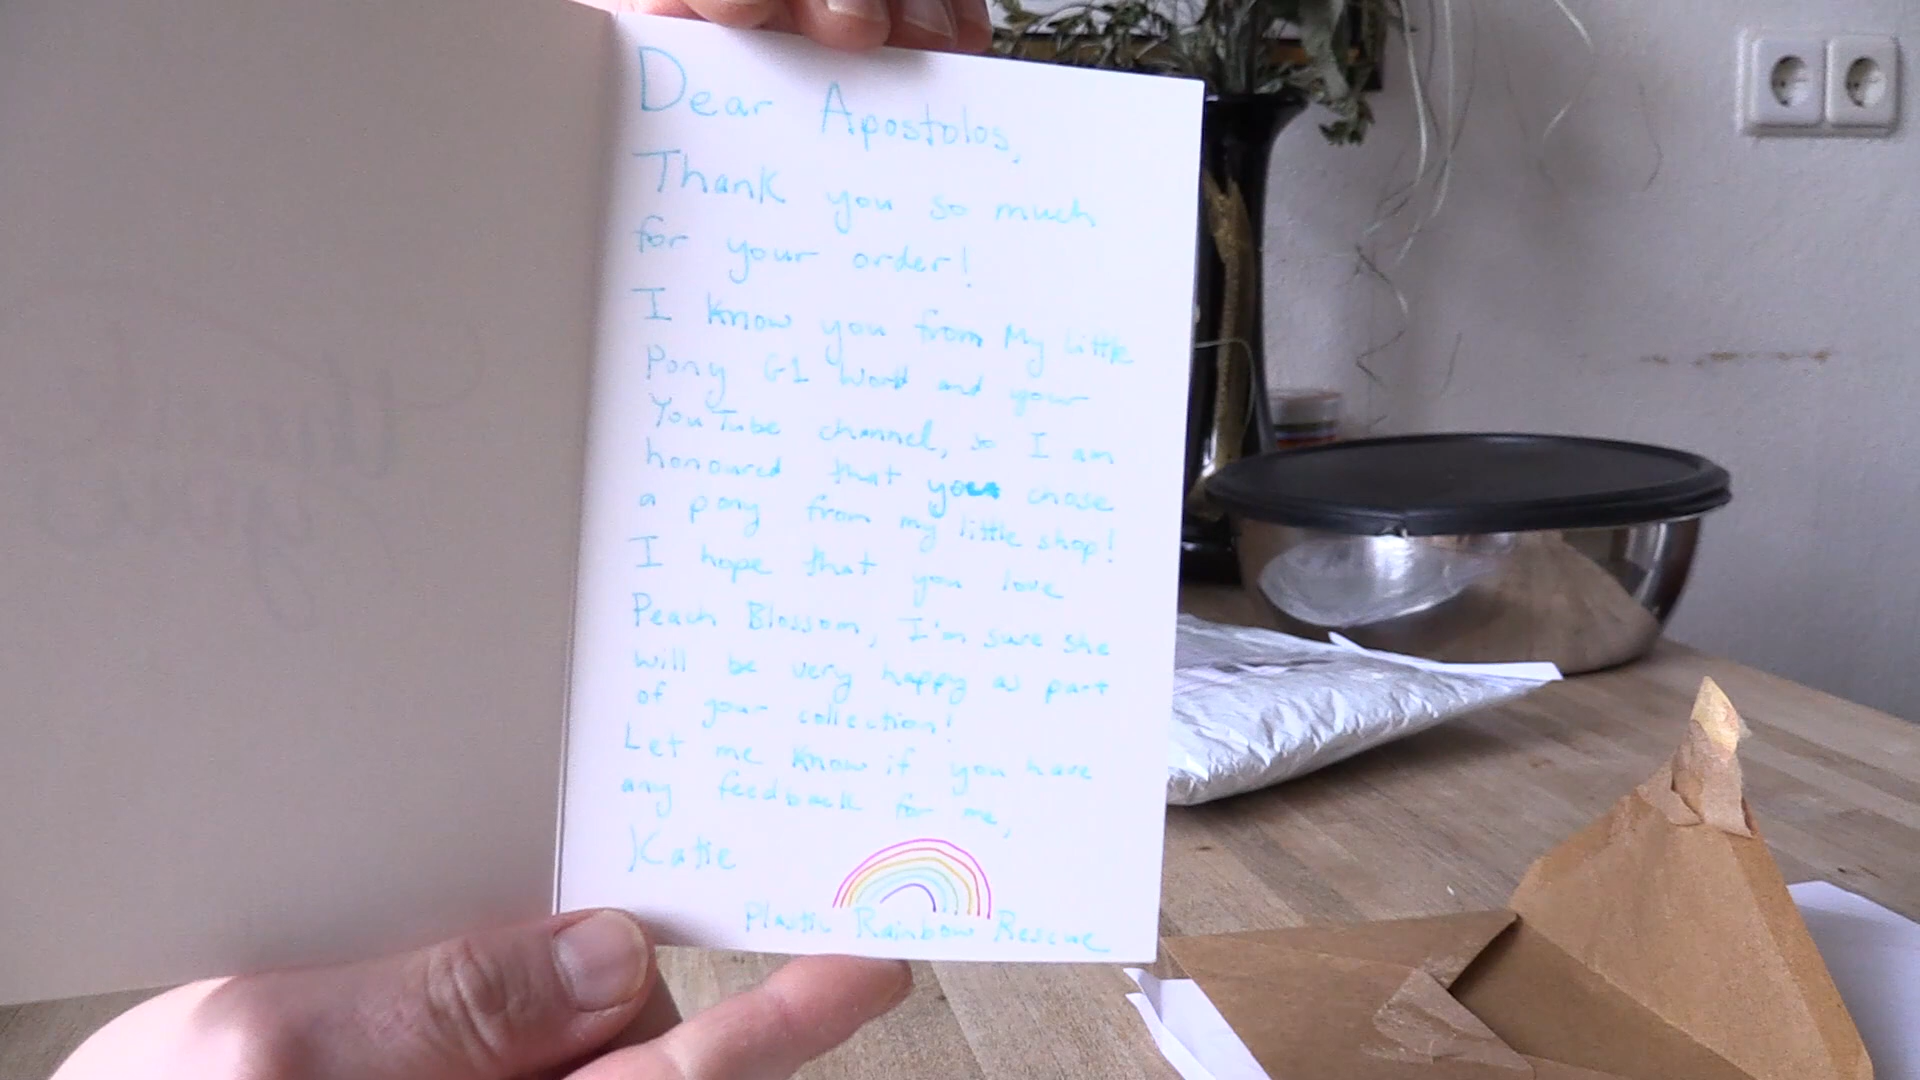 Dear Apostolos,
Thank you so much
for your order!
I know you from My Little
Pony G1 World and your
YouTube channel, so I am
honoured that you chose
a pony from my little shop!
I hope that you love
Peach Blossom, I'm sure she
will be very happy as part
of your collection!
Let me know if you have
any feedback for me,
Katie
Plastic Rainbow Rescue